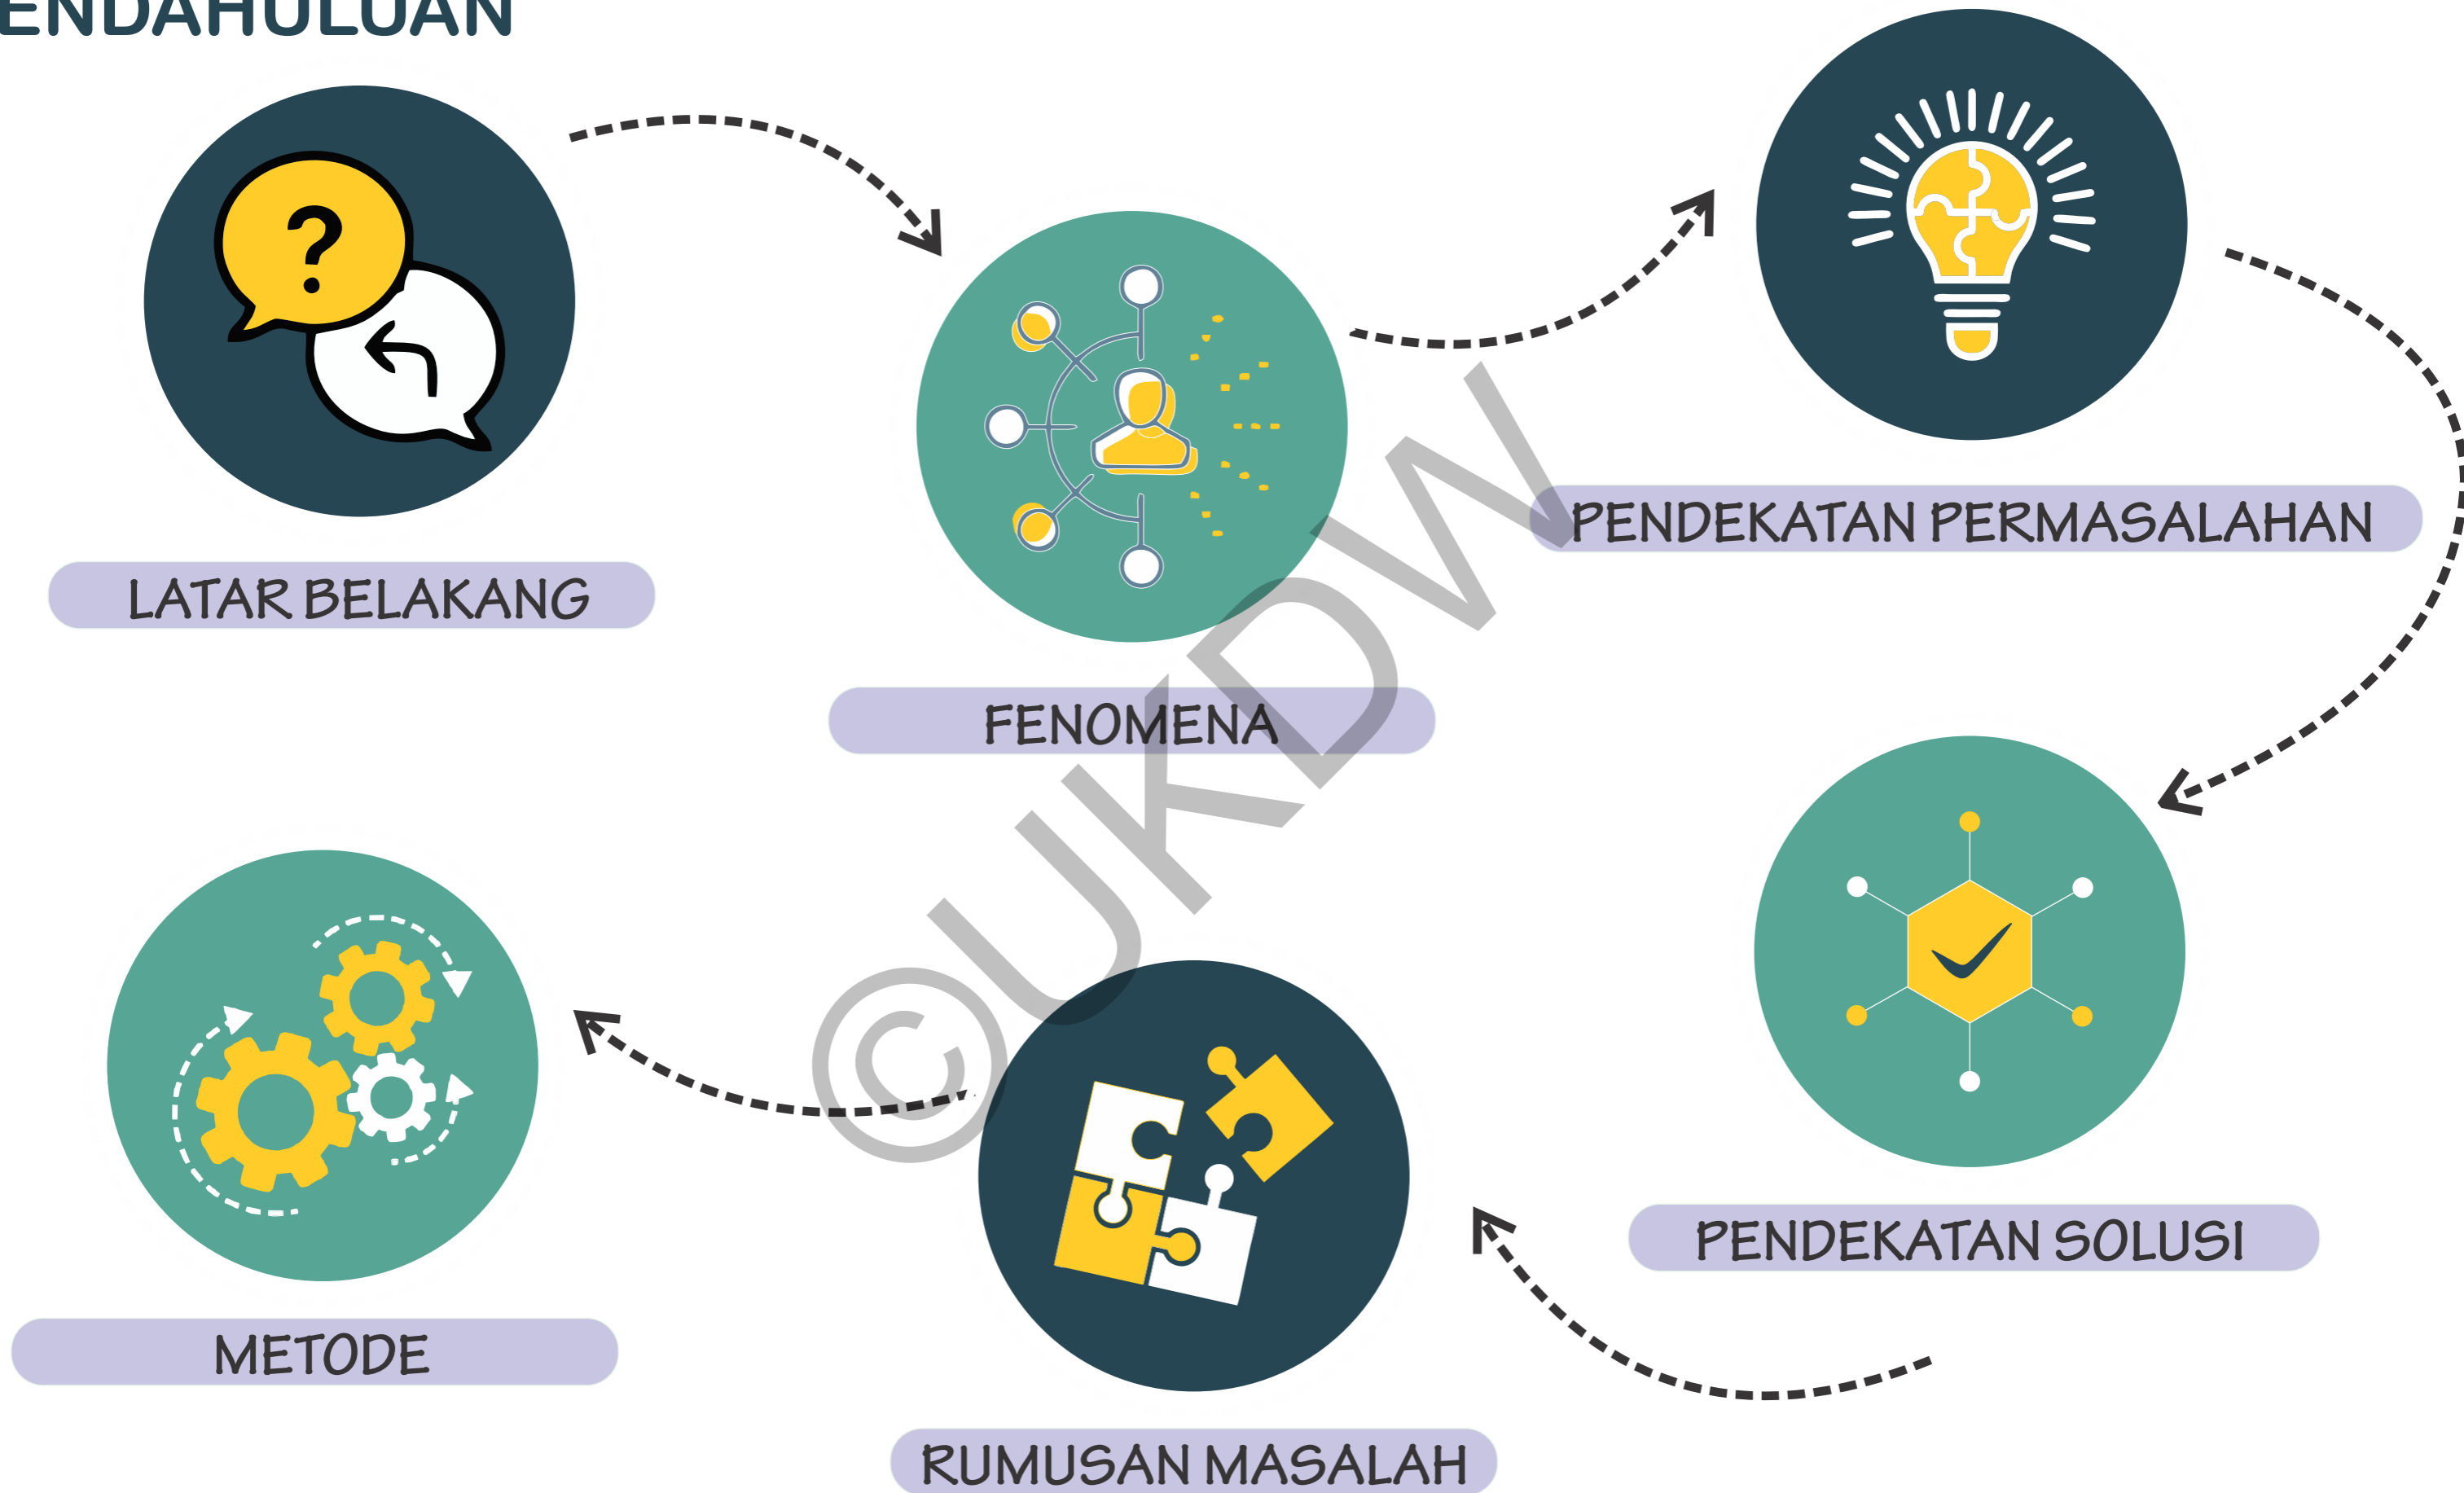 ENDAHULUAN
LATAR BELAKANG
FENOMENA
PENDEKATAN PERMASALAHAN
PENDEKATAN SOLUSI
RUMUSAN MASALAH
METODE
©UKDW